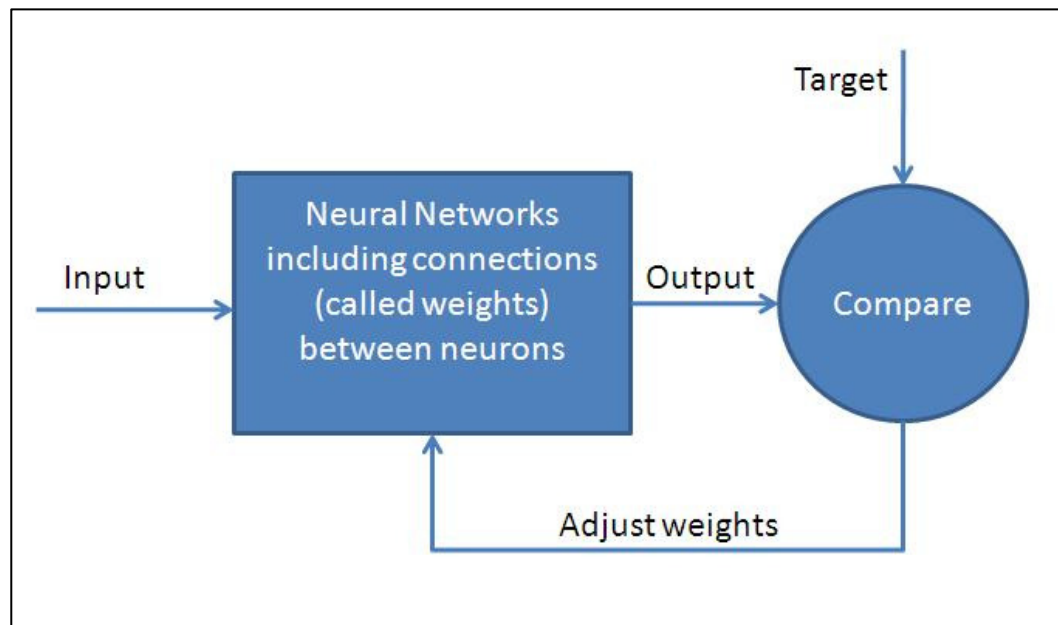 Target
Neural Networks
including connections
(called weights)
between neurons
Input
Output
Compare
Adjust weights